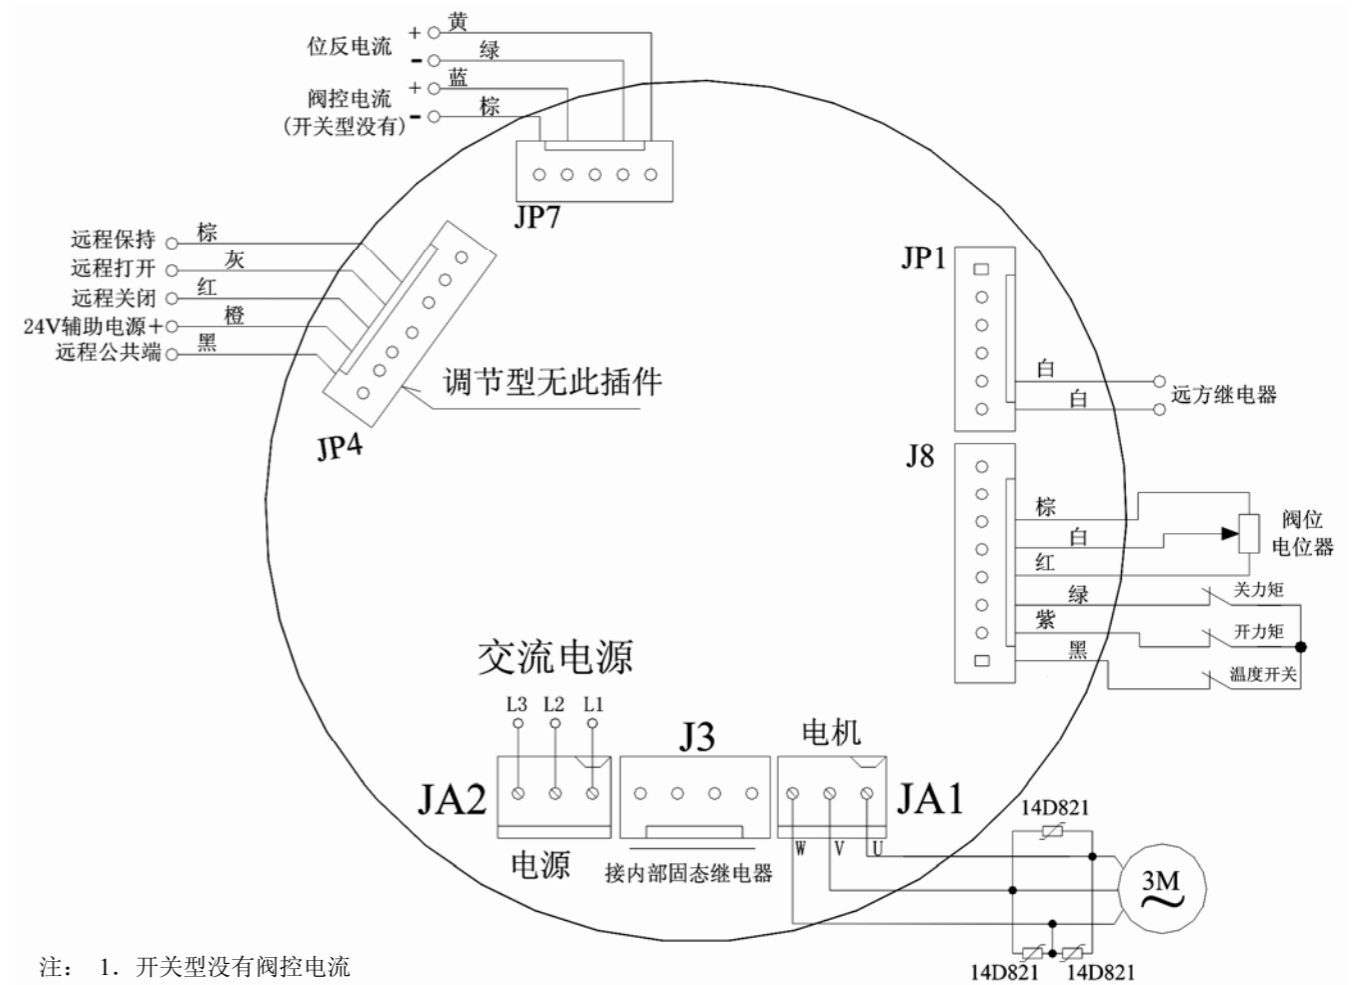 位反电流
+
黄
-
绿
阀控电流
(开关型没有)
+
蓝
-
棕
JP7
远程保持
棕
远程打开
灰
远程关闭
红
24V辅助电源+
橙
远程公共端
黑
调节型无此插件
JP4
JP1
白
白
远方继电器
J8
棕
白
红
阀位
电位器
绿
关力矩
紫
开力矩
黑
温度开关
交流电源
L3 L2 L1
JA2
电源
J3
接内部固态继电器
电机
JA1
W V U
14D821
3M
14D821 14D821
注： 1．开关型没有阀控电流